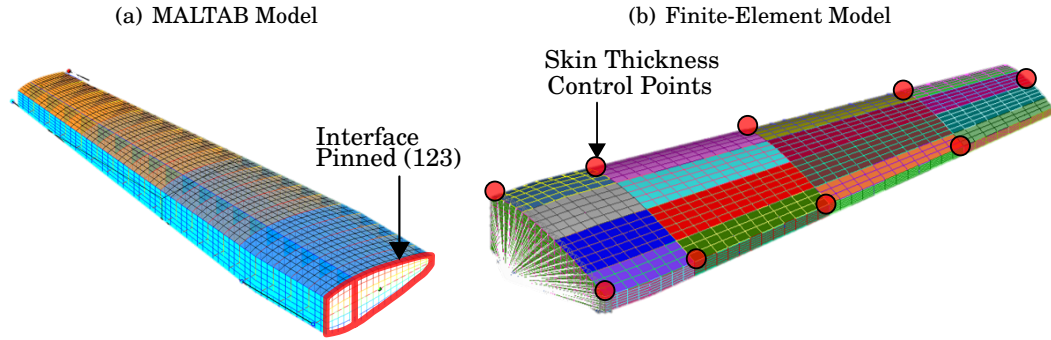 (a) MALTAB Model
(b) Finite-Element Model
Skin Thickness
Control Points
Interface
Pinned (123)